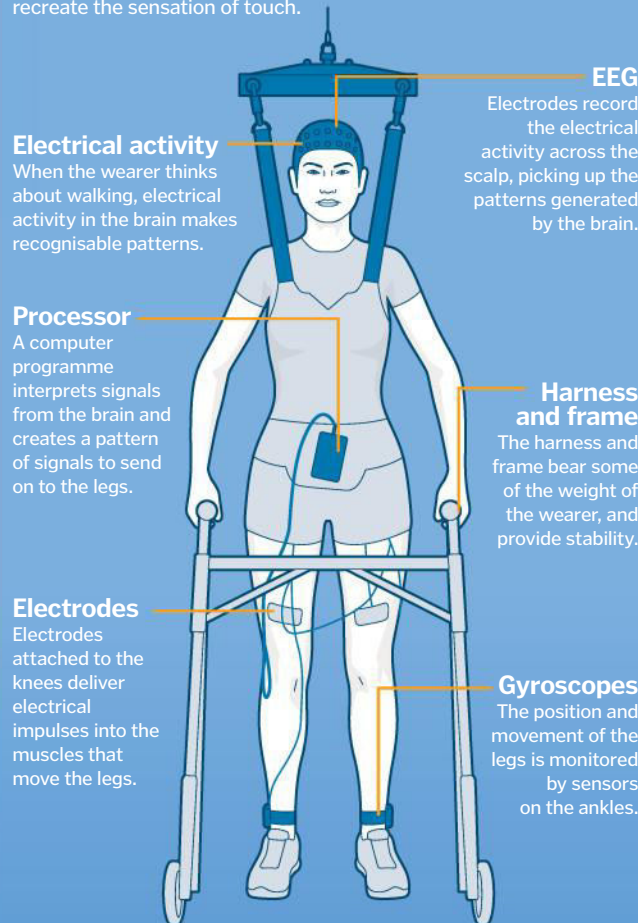 recreate the sensation of touch.
EEG
Electrodes record
the electrical
activity across the
scalp, picking up the
patterns generated
by the brain.
Electrical activity
When the wearer thinks
about walking, electrical
activity in the brain makes
recognisable patterns.
Processor
A computer
programme
interprets signals
from the brain and
creates a pattern
of signals to send
on to the legs.
Harness
and frame
The harness and
frame bear some
of the weight of
the wearer, and
provide stability.
Electrodes
Electrodes
attached to the
knees deliver
electrical
impulses into the
muscles that
move the legs.
Gyroscopes
The position and
movement of the
legs is monitored
by sensors
on the ankles.